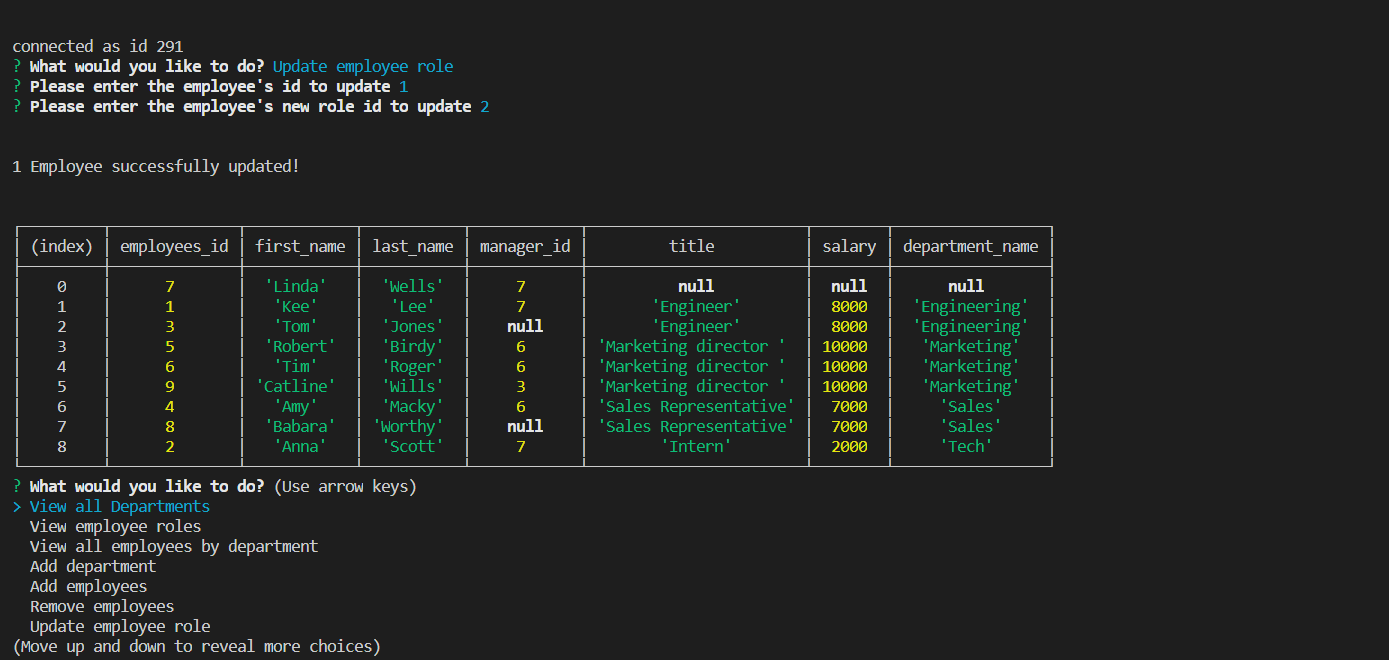 connected as id 291
? What would you like to do? Update employee role
? Please enter the employee's id to update 1
? Please enter the employee's new role id to update 2
1 Employee successfully updated!
(index) employees_id first_name last_name manager_id title salary department_name
0 7 'Linda' 'Wells' 7 null null null
1 1 'Kee' 'Lee' 7 'Engineer' 8000 'Engineering'
2 3 'Tom' 'Jones' null 'Engineer' 8000 'Engineering'
3 5 'Robert' 'Birdy' 6 'Marketing director ' 10000 'Marketing'
4 6 'Tim' 'Roger' 6 'Marketing director ' 10000 'Marketing'
5 9 'Catline' 'Wills' 3 'Marketing director ' 10000 'Marketing'
6 4 'Amy' 'Macky' 6 'Sales Representative' 7000 'Sales'
7 8 'Babara' 'Worthy' null 'Sales Representative' 7000 'Sales'
8 2 'Anna' 'Scott' 7 'Intern' 2000 'Tech'
? What would you like to do? (Use arrow keys)
> View all Departments
View employee roles
View all employees by department
Add department
Add employees
Remove employees
Update employee role
(Move up and down to reveal more choices)